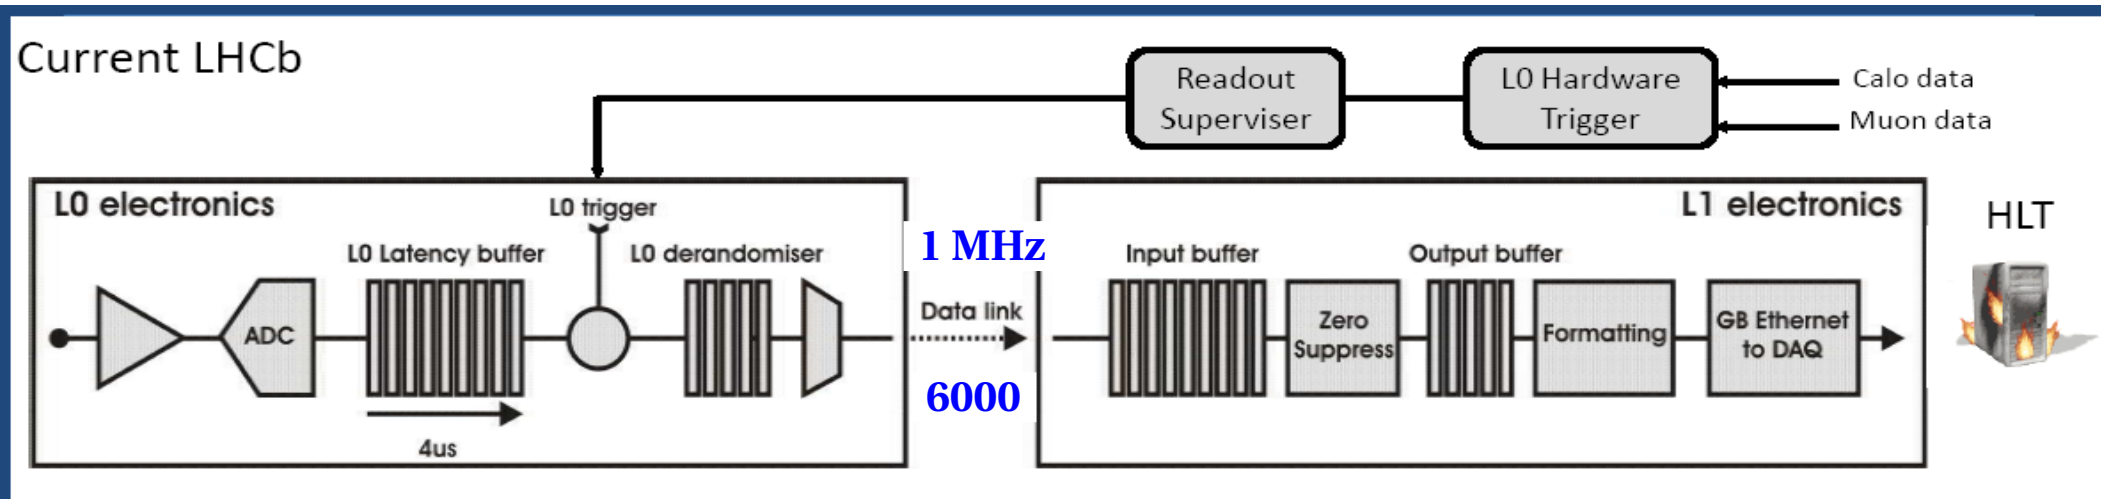 Current LHCb
Readout
Superviser
L0 Hardware
Trigger
Calo data
Muon data
L0 electronics
L0 trigger
L0 Latency buffer
L0 derandomiser
ADC
4us
1 MHz
Data link
6000
L1 electronics
Input buffer
Output buffer
Zero
Suppress
Formatting
GB Ethernet
to DAQ
HLT